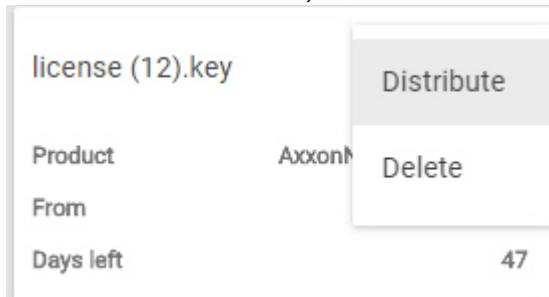 license (12).key
Distribute
Product
Delete
From
Days left 47